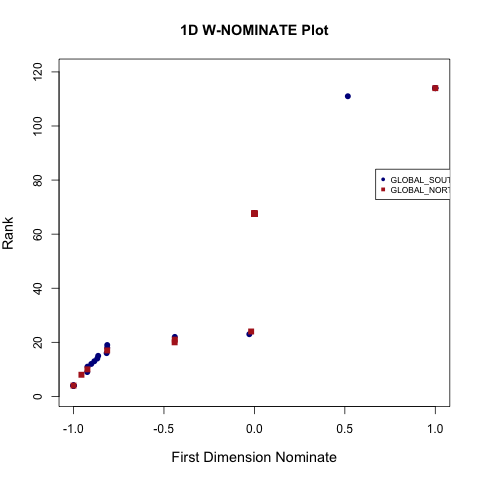 1D W-NOMINATE Plot
Rank
120
100
80
60
40
20
0
GLOBAL_SOUT
GLOBAL_NORT
-1.0 -0.5 0.0 0.5 1.0
First Dimension Nominate